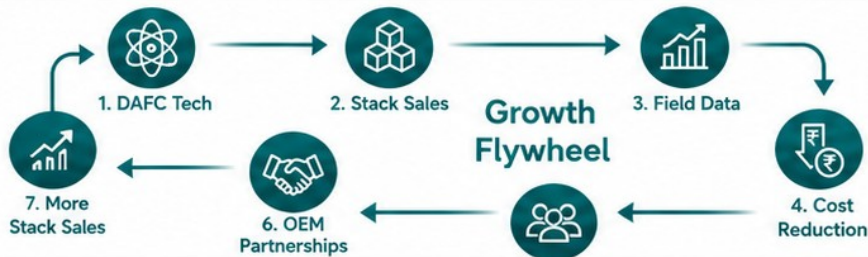 1. DAFC Tech
2. Stack Sales
3. Field Data
Growth
Flywheel
4. Cost
Reduction
6. OEM
Partnerships
7. More
Stack Sales
₹
₹